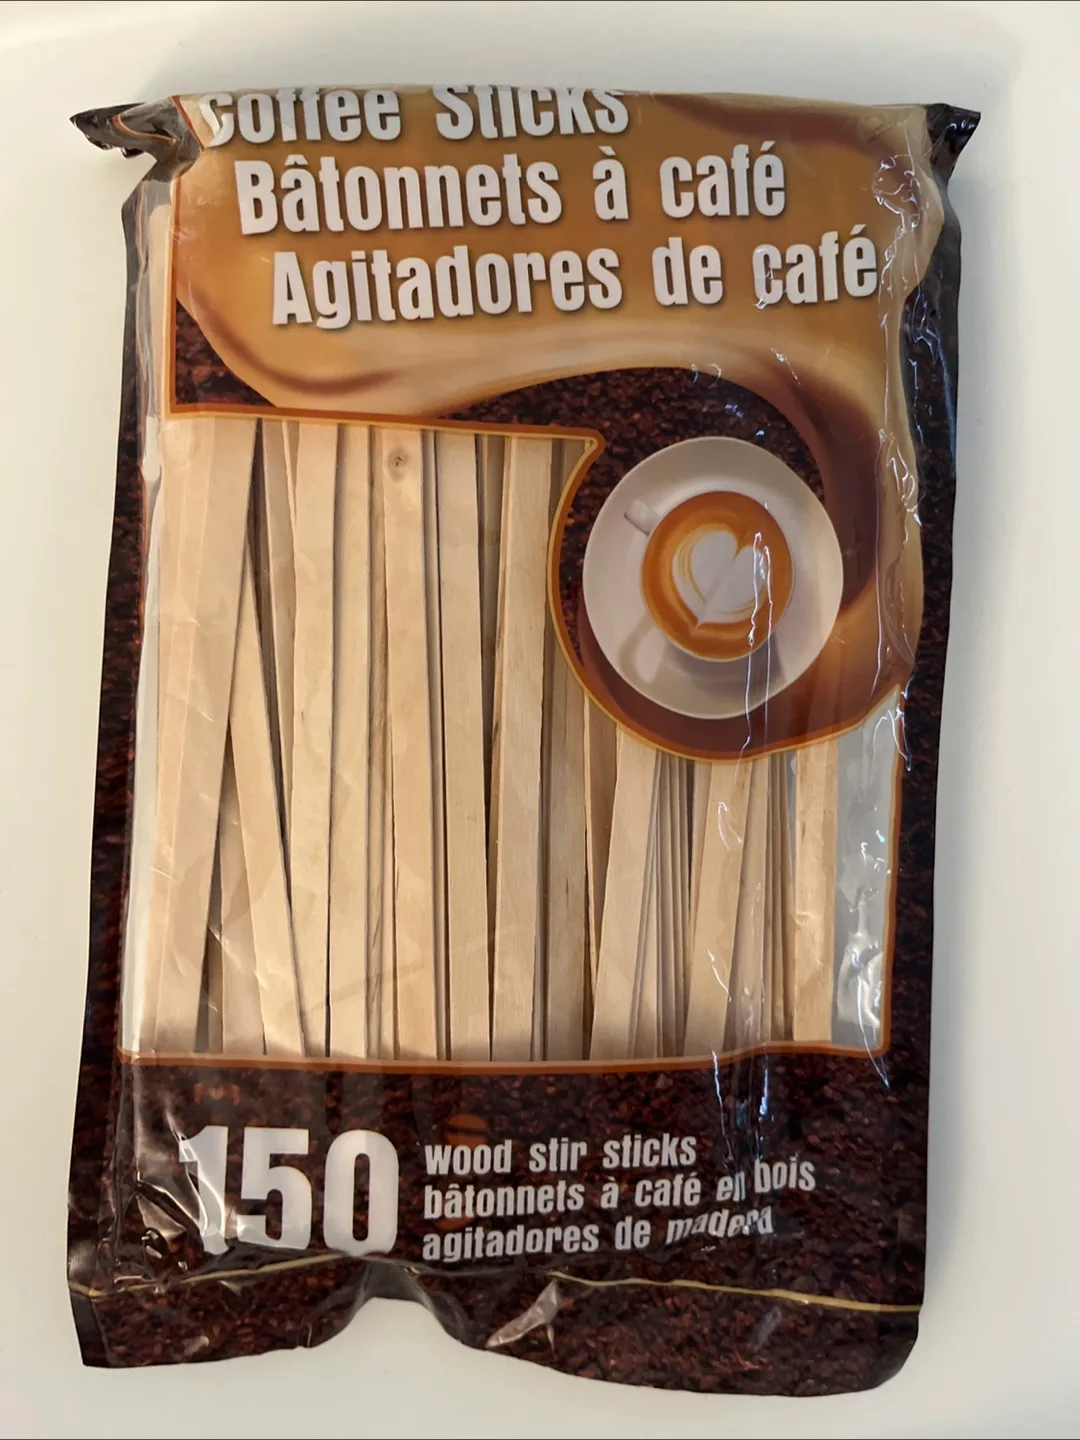 Coffee Sticks
Bâtonnets à café
Agitadores de café
150
wood stir sticks
bâtonnets à café en bois
agitadores de madera